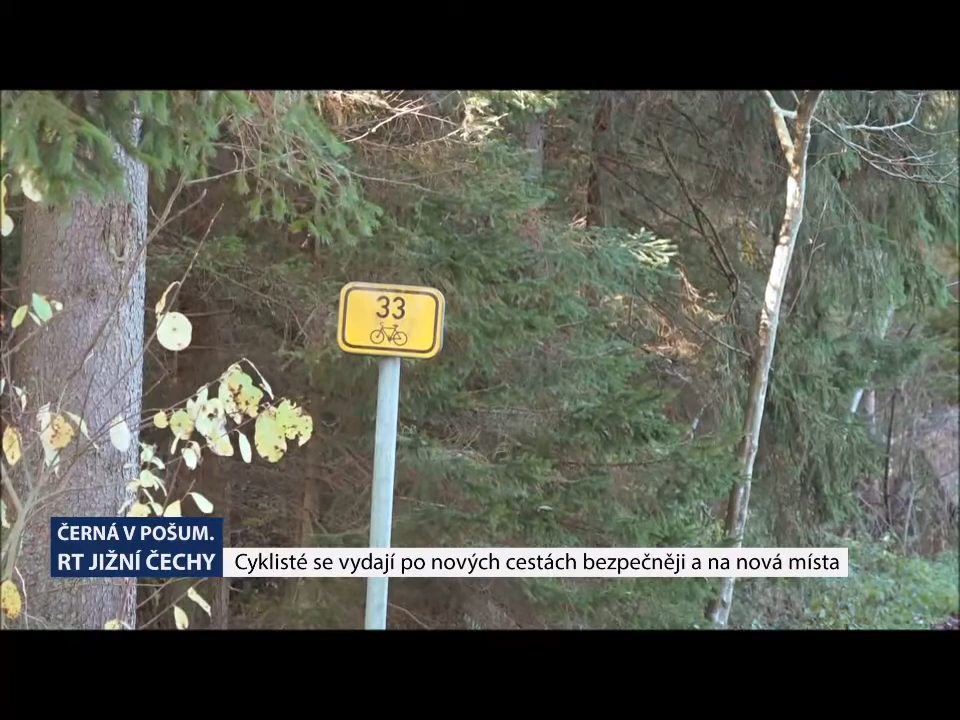 33
ČERNÁ V POŠUM.
RT JIŽNÍ ČECHY
Cyklisté se vydají po nových cestách bezpečněji a na nová místa